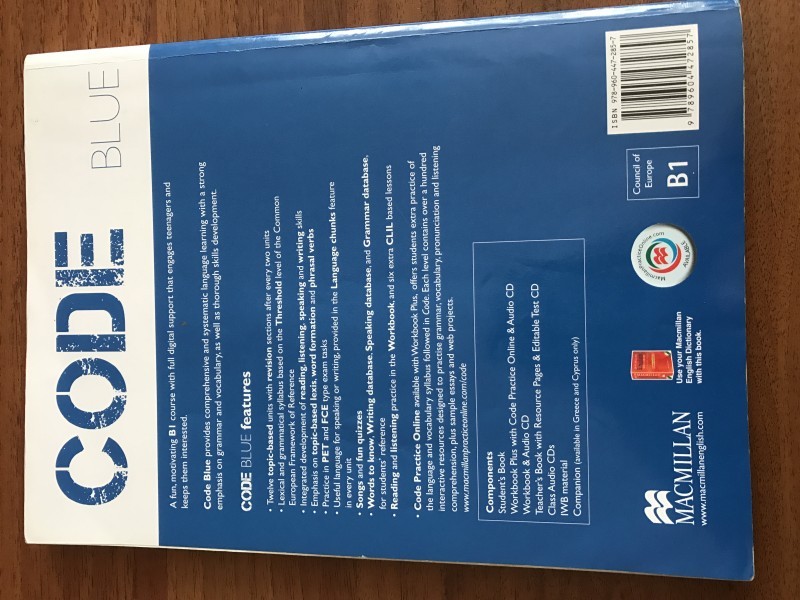 CODE
BLUE
A fun, motivating B1 course with full digital support that engages teenagers and
keeps them interested.
Code Blue provides comprehensive and systematic language learning with a strong
emphasis on grammar and vocabulary, as well as thorough skills development.
CODE BLUE features
• Twelve topic-based units with revision sections after every two units
• Lexical and grammatical syllabus based on the Threshold level of the Common
European Framework of Reference
• Integrated development of reading, listening, speaking and writing skills
• Emphasis on topic-based lexis, word formation and phrasal verbs
• Practice in PET and FCE type exam tasks
• Useful language for speaking or writing, provided in the Language chunks feature
in every unit
• Songs and fun quizzes
• Words to know, Writing database, Speaking database, and Grammar database,
for students' reference
• Reading and listening practice in the Workbook, and six extra CLIL based lessons
• Code Practice Online available with Workbook Plus, offers students extra practice of
the language and vocabulary syllabus followed in Code. Each level contains over a hundred
interactive resources designed to practise grammar, vocabulary, pronunciation and listening
comprehension, plus sample essays and web projects.
www.macmillanpracticeonline.com/code
Components
Student's Book
Workbook Plus with Code Practice Online & Audio CD
Workbook & Audio CD
Teacher's Book with Resource Pages & Editable Test CD
Class Audio CDs
IWB material
Companion (available in Greece and Cyprus only)
MACMILLAN
www.macmillanenglish.com
Use your Macmillan
English Dictionary
with this book.
MacmillanPracticeOnline.com
AVAILABLE
Council of
Europe
B1
ISBN 978-960-447-285-7
9 789604 472857